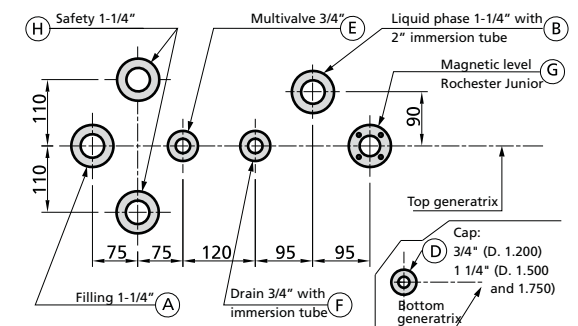 H
Safety 1-1/4"
Multivalve 3/4"
E
Liquid phase 1-1/4" with
2" immersion tube
B
Magnetic level
Rochester Junior
G
110
110
90
Top generatrix
75
75
120
95
95
Filling 1-1/4"
A
Drain 3/4" with
immersion tube
F
D
Cap:
3/4" (D. 1.200)
1 1/4" (D. 1.500
and 1.750)
Bottom
generatrix